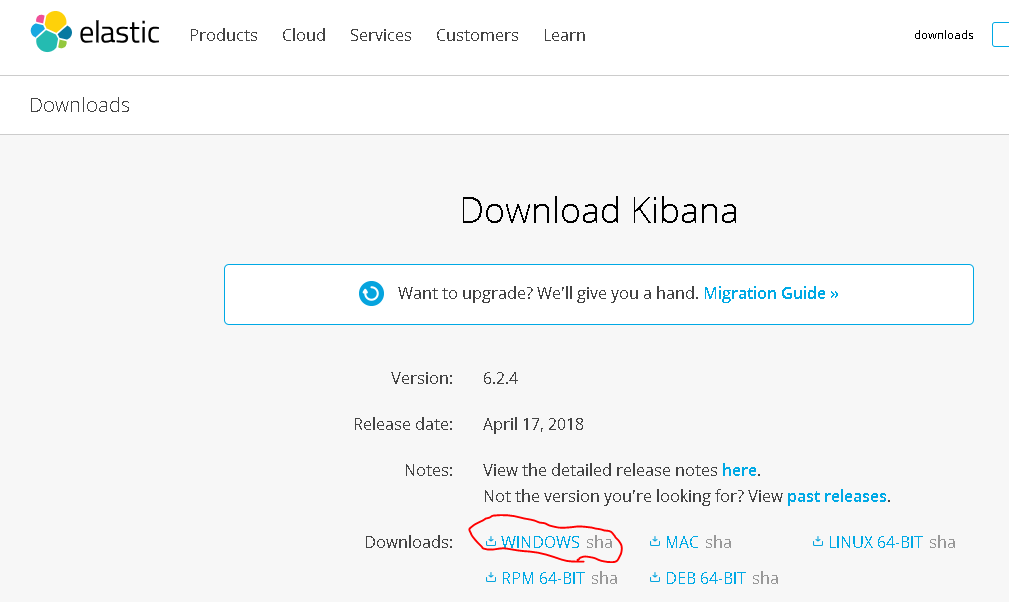 elastic Products Cloud Services Customers Learn downloads
Downloads
Download Kibana
Want to upgrade? We'll give you a hand. Migration Guide »
Version: 6.2.4
Release date: April 17, 2018
Notes: View the detailed release notes here.
Not the version you're looking for? View past releases.
Downloads: WINDOWS sha MAC sha LINUX 64-BIT sha
RPM 64-BIT sha DEB 64-BIT sha